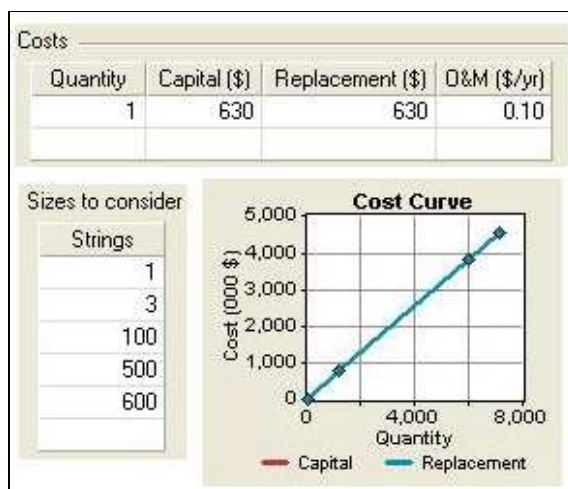 Costs
Quantity Capital ($) Replacement ($) O&M ($/yr)
1 630 630 0.10
Sizes to consider
Strings
1
3
100
500
600
Cost Curve
Cost (000 $)
5,000
4,000
3,000
2,000
1,000
0
0 4,000 8,000
Quantity
Capital Replacement